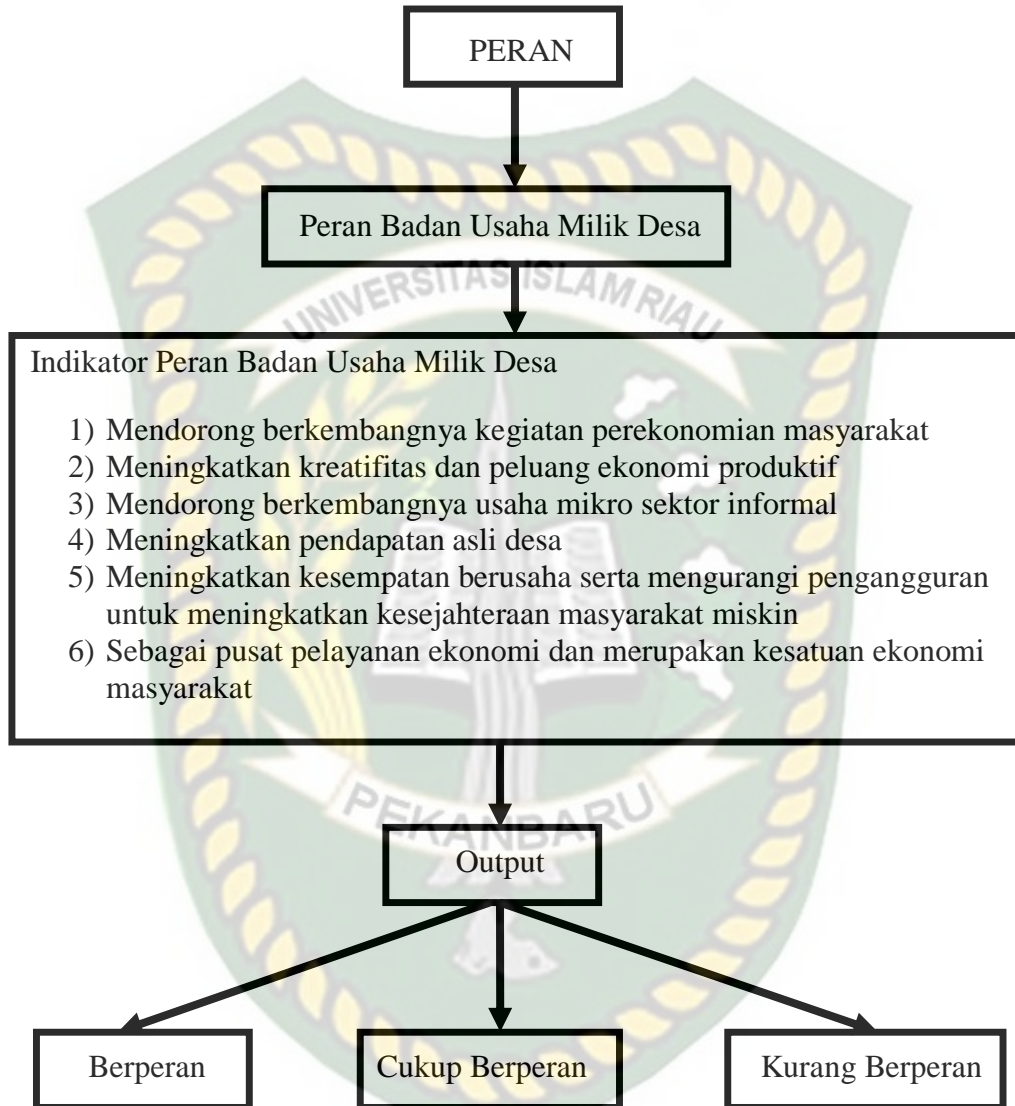 PERAN
Peran Badan Usaha Milik Desa
UNIVERSITAS ISLAM RIAU
Indikator Peran Badan Usaha Milik Desa
1) Mendorong berkembangnya kegiatan perekonomian masyarakat
2) Meningkatkan kreatifitas dan peluang ekonomi produktif
3) Mendorong berkembangnya usaha mikro sektor informal
4) Meningkatkan pendapatan asli desa
5) Meningkatkan kesempatan berusaha serta mengurangi pengangguran
untuk meningkatkan kesejahteraan masyarakat miskin
6) Sebagai pusat pelayanan ekonomi dan merupakan kesatuan ekonomi
masyarakat
PEKANBARU
Output
Berperan
Cukup Berperan
Kurang Berperan